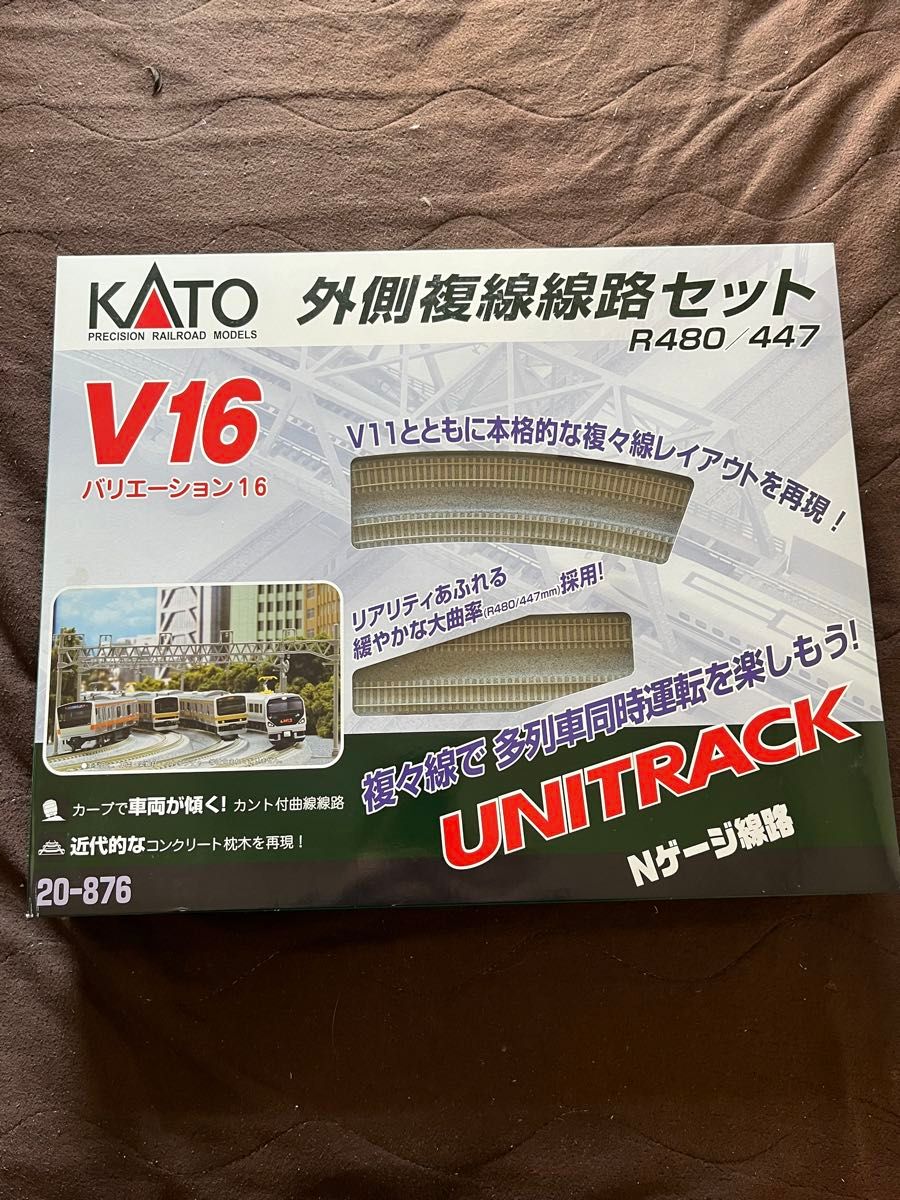 KATO
PRECISION RAILROAD MODELS
外側複線線路セット
R480/447
V16
バリエーション16
V11とともに本格的な複々線レイアウトを再現!
リアリティあふれる
緩やかな大曲率(R480/447mm)採用!
複々線で 多列車同時運転を楽しもう!
UNITRACK
Nゲージ線路
カーブで車両が傾く! カント付曲線線路
近代的なコンクリート枕木を再現!
20-876